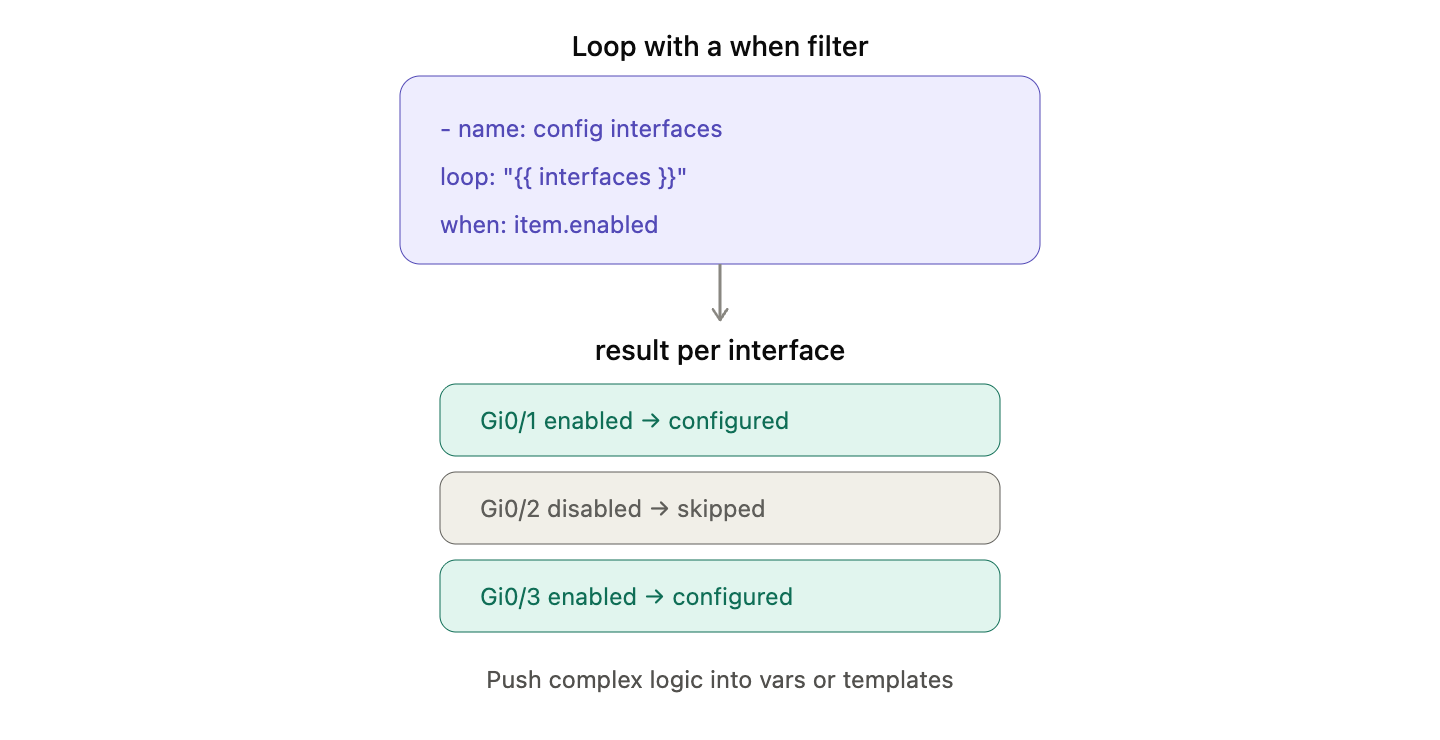 Loop with a when filter
- name: config interfaces
loop: "{{ interfaces }}"
when: item.enabled
result per interface
Gi0/1 enabled → configured
Gi0/2 disabled → skipped
Gi0/3 enabled → configured
Push complex logic into vars or templates